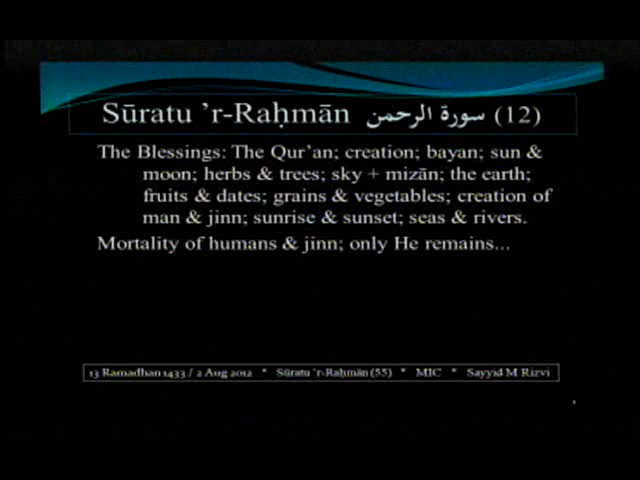 Sūratu ’r-Raḥmān سورة الرحمن (12)
The Blessings: The Qur’an; creation; bayan; sun &
moon; herbs & trees; sky + mizān; the earth;
fruits & dates; grains & vegetables; creation of
man & jinn; sunrise & sunset; seas & rivers.
Mortality of humans & jinn; only He remains...
13 Ramadhan 1433 / 2 Aug 2012 * Sūratu ’r-Raḥmān (55) * MIC * Sayyid M Rizvi